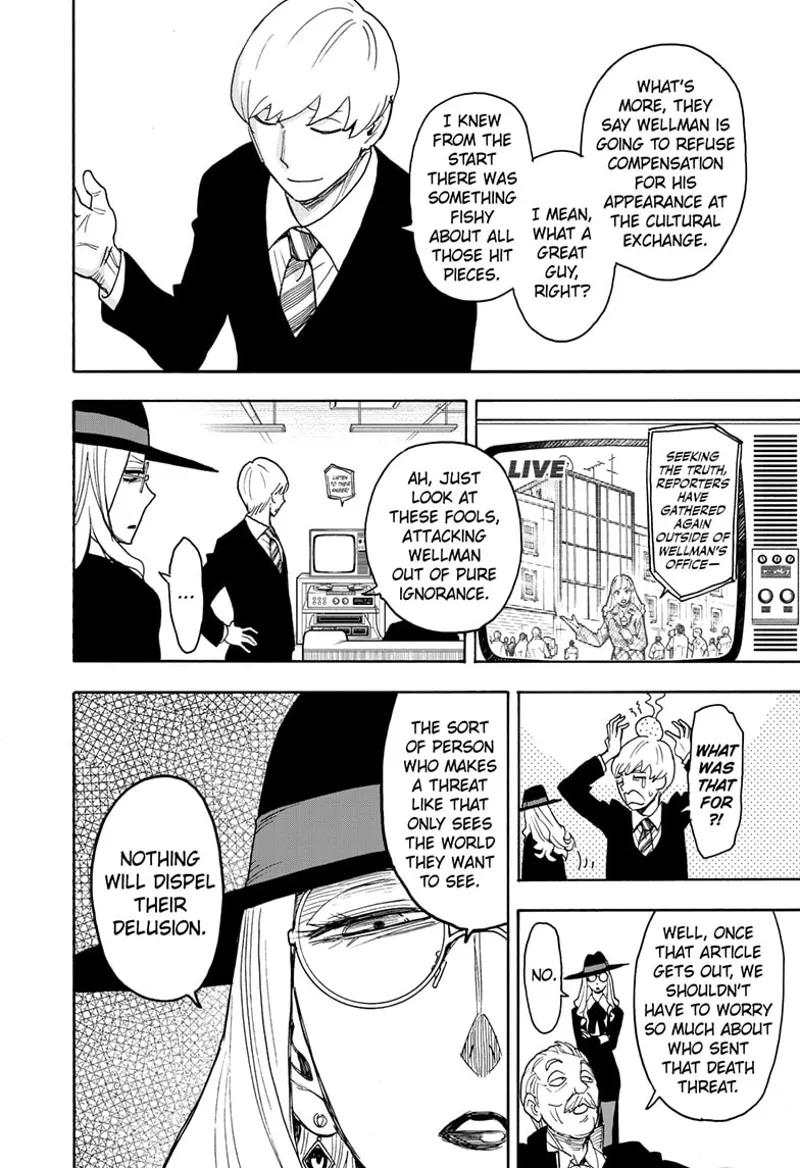 WHAT'S
MORE, THEY
SAY WELLMAN IS
GOING TO REFUSE
COMPENSATION
FOR HIS
APPEARANCE AT
THE CULTURAL
EXCHANGE.
I MEAN,
WHAT A
GREAT
GUY,
RIGHT?
I KNEW
FROM THE
START
THERE WAS
SOMETHING
FISHY
ABOUT ALL
THOSE HIT
PIECES.
LIVE
SEEKING
THE TRUTH,
REPORTERS
HAVE
GATHERED
AGAIN
OUTSIDE OF
WELLMAN'S
OFFICE—
LISTEN
TO THEIR
ANGER!
AH, JUST
LOOK AT
THESE FOOLS,
ATTACKING
WELLMAN
OUT OF PURE
IGNORANCE.
...
WHAT
WAS
THAT
FOR
?!
WELL, ONCE
THAT ARTICLE
GETS OUT, WE
SHOULDN'T
HAVE TO WORRY
SO MUCH ABOUT
WHO SENT
THAT DEATH
THREAT.
NO.
THE SORT
OF PERSON
WHO MAKES
A THREAT
LIKE THAT
ONLY SEES
THE WORLD
THEY WANT
TO SEE.
NOTHING
WILL DISPEL
THEIR
DELUSION.